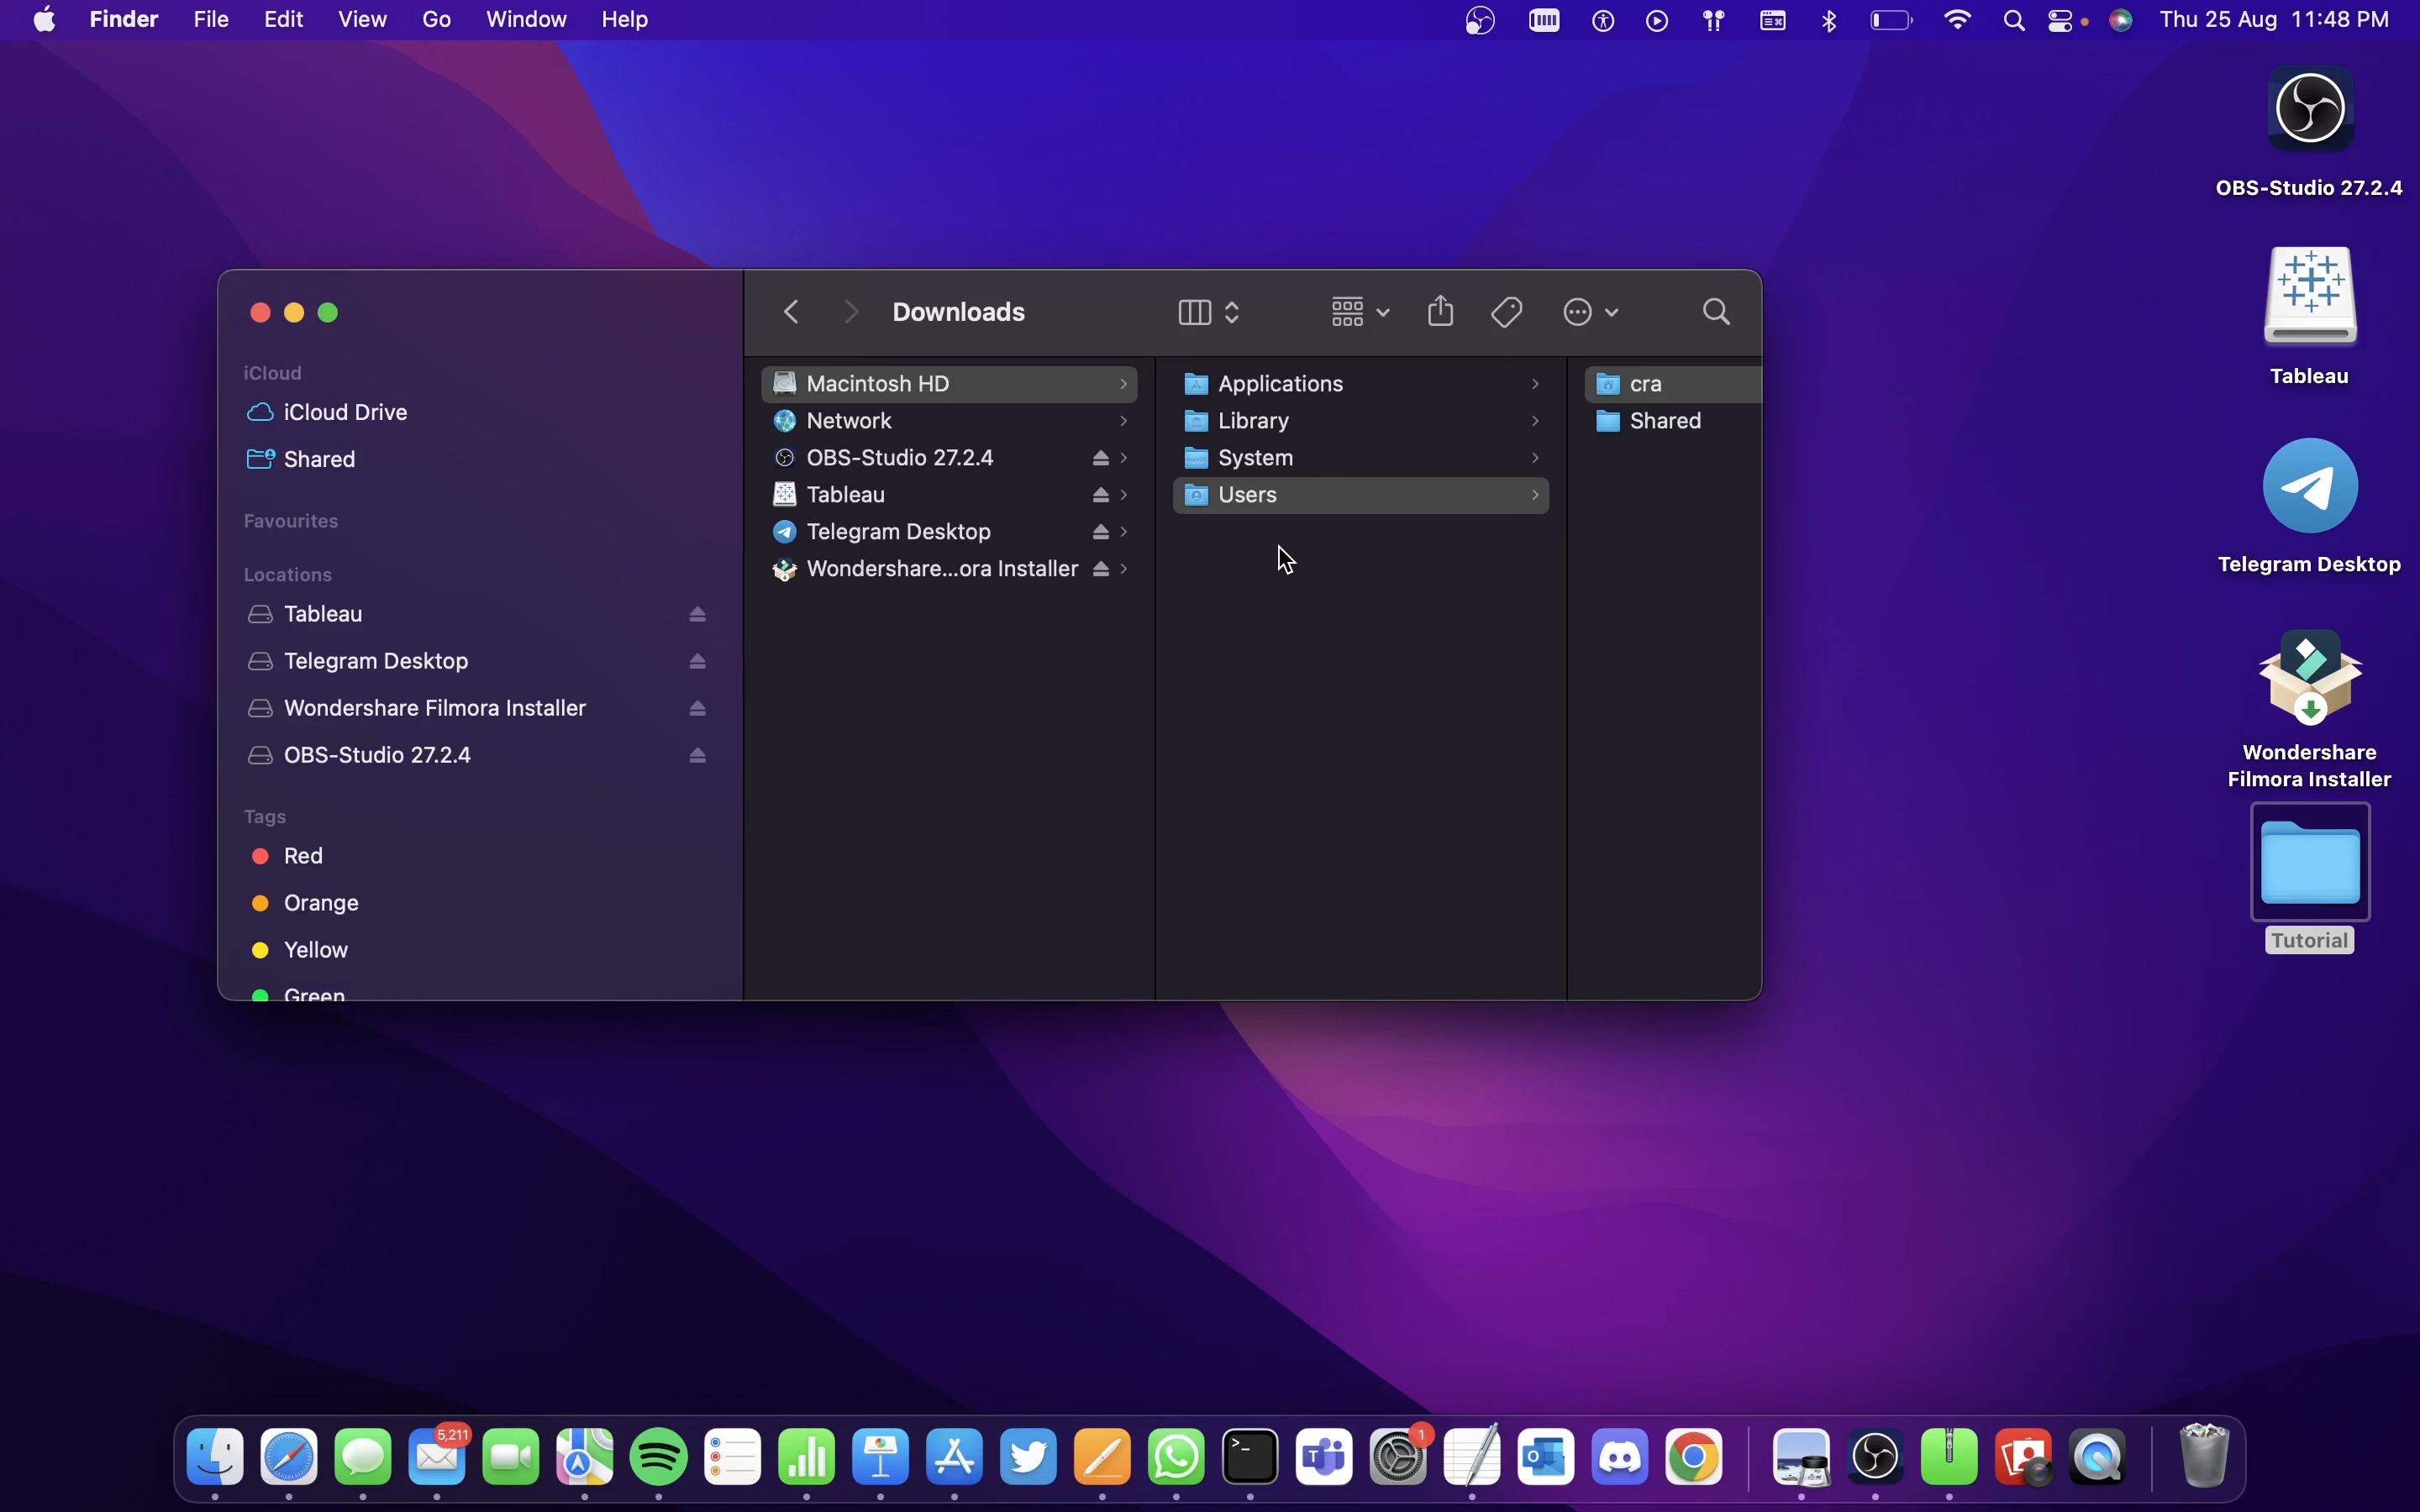 Finder File Edit View Go Window Help Thu 25 Aug 11:48 PM
OBS-Studio 27.2.4
Tableau
Telegram Desktop
Wondershare
Filmora Installer
Tutorial
Downloads
iCloud
iCloud Drive
Shared
Favourites
Locations
Tableau
Telegram Desktop
Wondershare Filmora Installer
OBS-Studio 27.2.4
Tags
Red
Orange
Yellow
Green
Macintosh HD
Network
OBS-Studio 27.2.4
Tableau
Telegram Desktop
Wondershare...ora Installer
Applications
Library
System
Users
cra
Shared
5,211
1